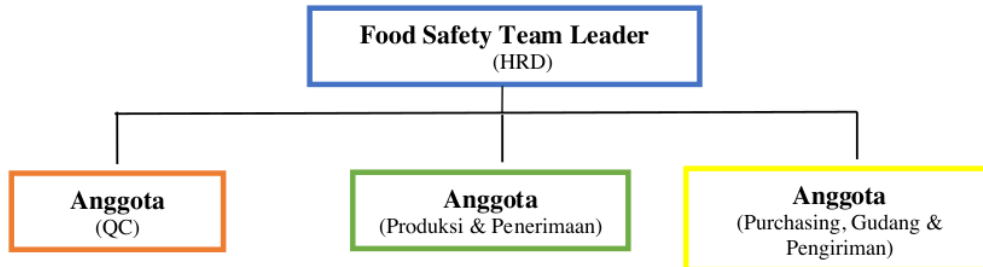 Food Safety Team Leader
(HRD)
Anggota
(QC)
Anggota
(Produksi & Penerimaan)
Anggota
(Purchasing, Gudang &
Pengiriman)